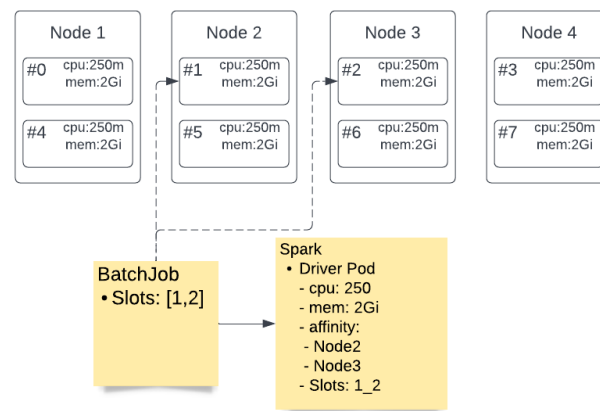 Node 1
Node 2
Node 3
Node 4
#0 cpu:250m
mem:2Gi
#1 cpu:250m
mem:2Gi
#2 cpu:250m
mem:2Gi
#3 cpu:250m
mem:2Gi
#4 cpu:250m
mem:2Gi
#5 cpu:250m
mem:2Gi
#6 cpu:250m
mem:2Gi
#7 cpu:250m
mem:2Gi
BatchJob
• Slots: [1,2]
Spark
• Driver Pod
- cpu: 250
- mem: 2Gi
- affinity:
- Node2
- Node3
- Slots: 1_2